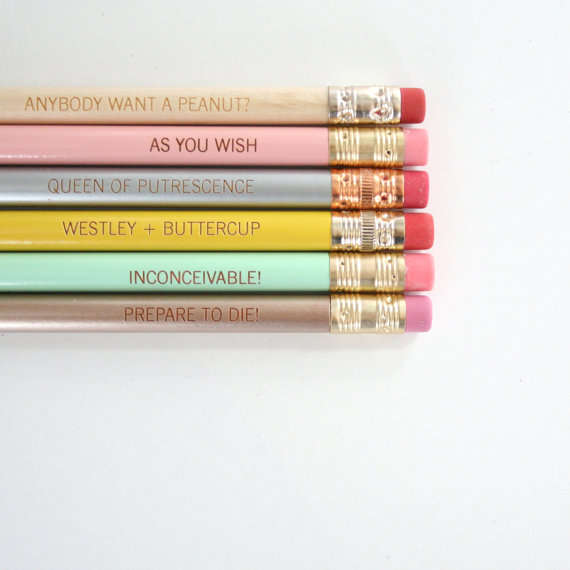 ANYBODY WANT A PEANUT?
AS YOU WISH
QUEEN OF PUTRESCENCE
WESTLEY + BUTTERCUP
INCONCEIVABLE!
PREPARE TO DIE!